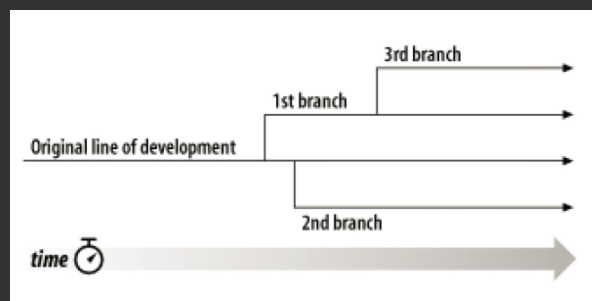 3rd branch
1st branch
Original line of development
2nd branch
time